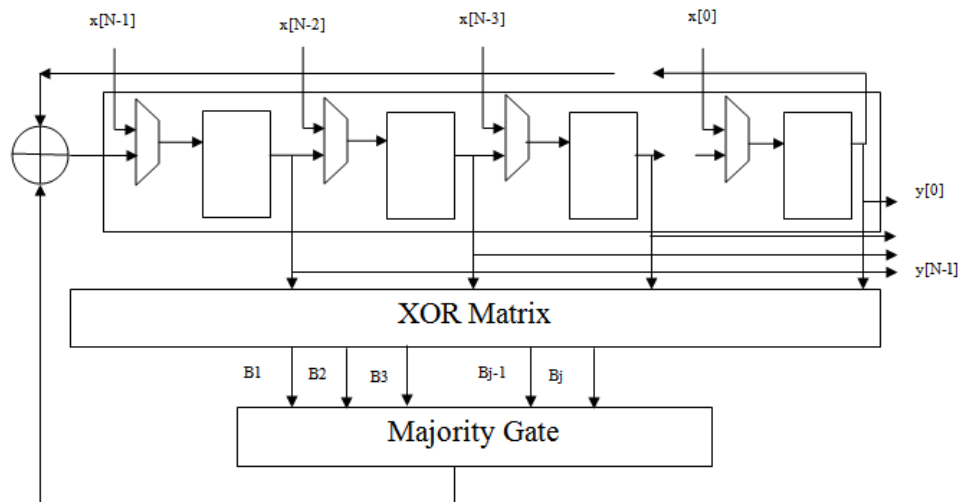 x[N-1]
x[N-2]
x[N-3]
x[0]
y[0]
y[N-1]
XOR Matrix
B1
B2
B3
Bj-1
Bj
Majority Gate